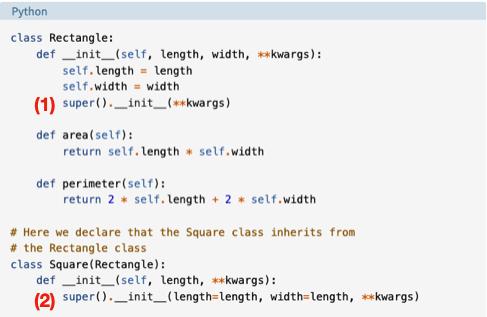 Python
class Rectangle:
    def __init__(self, length, width, **kwargs):
        self.length = length
        self.width = width
(1) super().__init__(**kwargs)
    def area(self):
        return self.length * self.width
    def perimeter(self):
        return 2 * self.length + 2 * self.width
# Here we declare that the Square class inherits from
# the Rectangle class
class Square(Rectangle):
    def __init__(self, length, **kwargs):
(2) super().__init__(length=length, width=length, **kwargs)